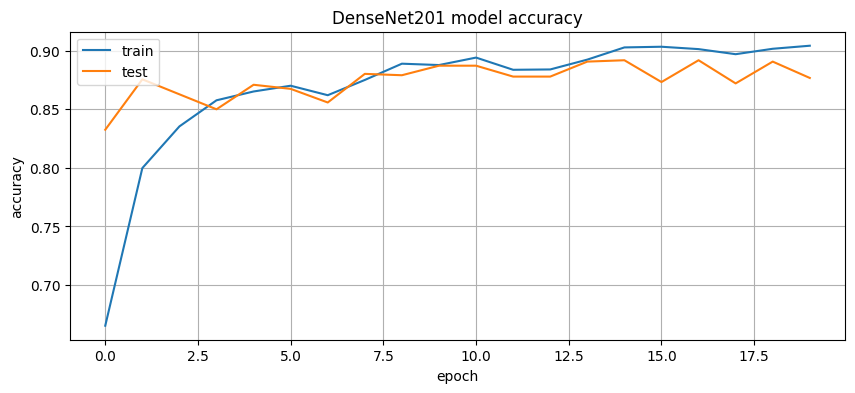 DenseNet201 model accuracy
train
test
0.90
0.85
0.80
0.75
0.70
accuracy
0.0 2.5 5.0 7.5 10.0 12.5 15.0 17.5
epoch